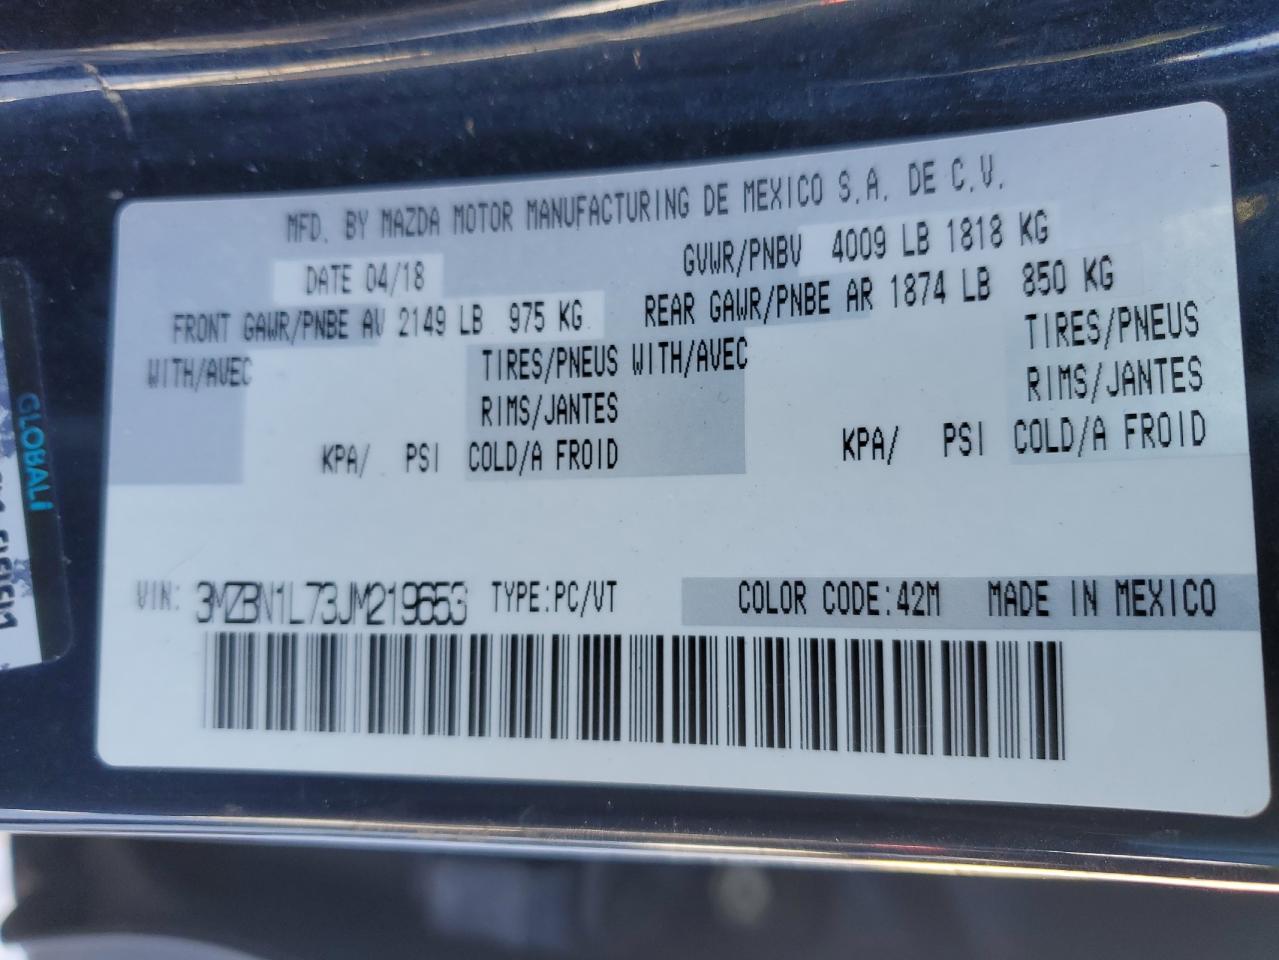 MFD. BY MAZDA MOTOR MANUFACTURING DE MEXICO S.A. DE C.V.
DATE 04/18 GVWR/PNBV 4009 LB 1818 KG
FRONT GAWR/PNBE AV 2149 LB 975 KG REAR GAWR/PNBE AR 1874 LB 850 KG
WITH/AVEC TIRES/PNEUS WITH/AVEC TIRES/PNEUS
RIMS/JANTES RIMS/JANTES
KPA/ PSI COLD/A FROID KPA/ PSI COLD/A FROID
VIN: 3MZBN1L73JM219653 TYPE:PC/VT COLOR CODE:42M MADE IN MEXICO
GLOBALi